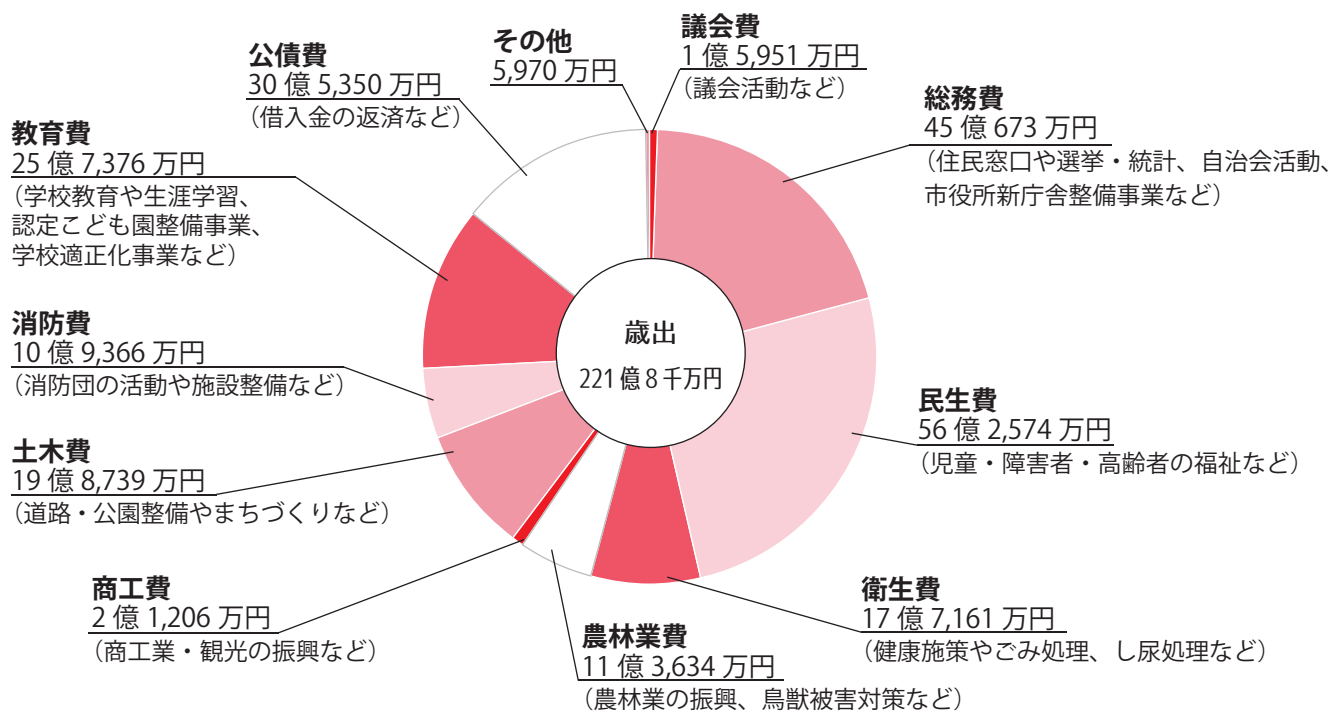 議会費
1 億 5,951 万円
（議会活動など）
総務費
45 億 673 万円
（住民窓口や選挙・統計、自治会活動、
市役所新庁舎整備事業など）
民生費
56 億 2,574 万円
（児童・障害者・高齢者の福祉など）
衛生費
17 億 7,161 万円
（健康施策やごみ処理、し尿処理など）
農林業費
11 億 3,634 万円
（農林業の振興、鳥獣被害対策など）
商工費
2 億 1,206 万円
（商工業・観光の振興など）
土木費
19 億 8,739 万円
（道路・公園整備やまちづくりなど）
消防費
10 億 9,366 万円
（消防団の活動や施設整備など）
教育費
25 億 7,376 万円
（学校教育や生涯学習、
認定こども園整備事業、
学校適正化事業など）
公債費
30 億 5,350 万円
（借入金の返済など）
その他
5,970 万円
歳出
221 億 8 千万円